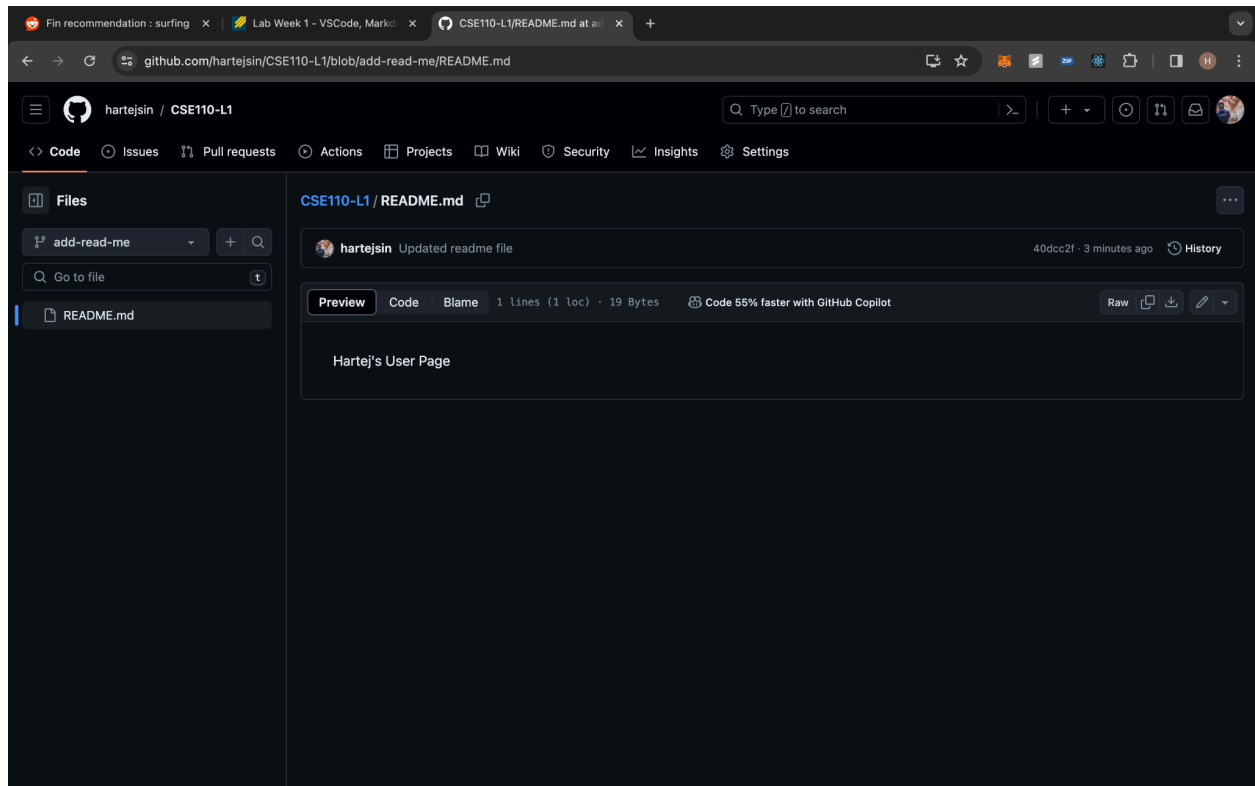 Fin recommendation : surfing
Lab Week 1 - VSCode, Markd
CSE110-L1/README.md at ad
github.com/hartejsin/CSE110-L1/blob/add-read-me/README.md
ZIP
H
hartejsin / CSE110-L1
Type / to search
Code Issues Pull requests Actions Projects Wiki Security Insights Settings
Files
add-read-me
Go to file t
README.md
CSE110-L1 / README.md
hartejsin Updated readme file 40dcc2f · 3 minutes ago History
Preview Code Blame 1 lines (1 loc) · 19 Bytes Code 55% faster with GitHub Copilot Raw
Hartej's User Page